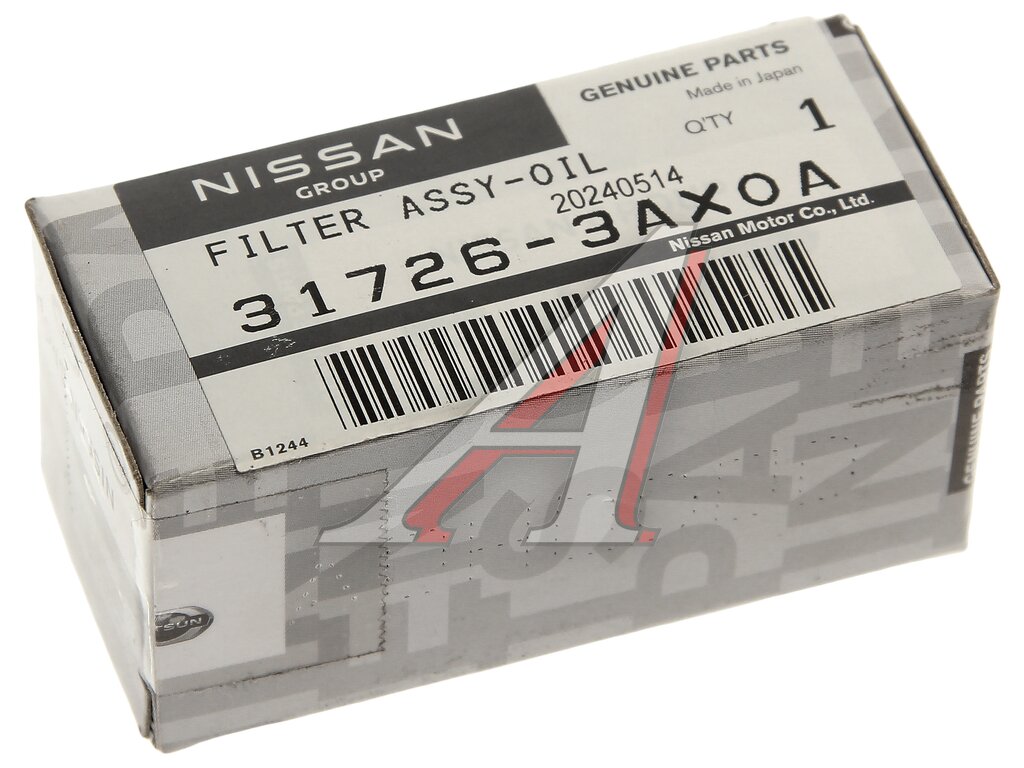 NISSAN
GROUP
GENUINE PARTS
Made in Japan
Q'TY 1
FILTER ASSY-OIL
20240514
31726-3AX0A
Nissan Motor Co., Ltd.
B1244
GENUINE PARTS